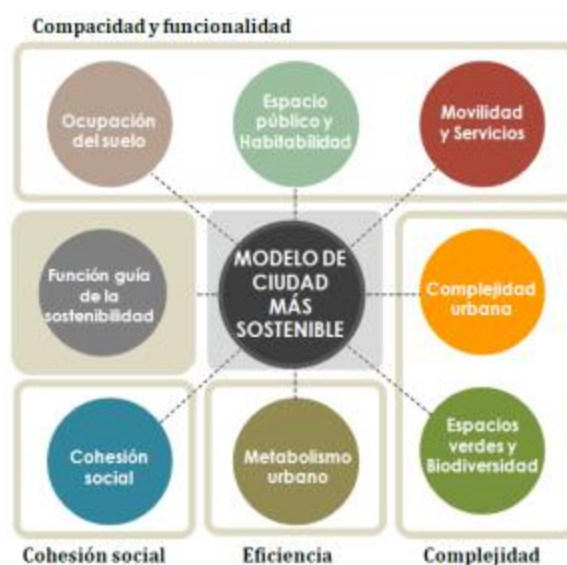 Compacidad y funcionalidad
Ocupación
del suelo
Espacio
público y
Habitabilidad
Movilidad
y Servicios
Función guía
de la
sostenibilidad
MODELO DE
CIUDAD
MÁS
SOSTENIBLE
Complejidad
urbana
Cohesión
social
Metabolismo
urbano
Espacios
verdes y
Biodiversidad
Cohesión social
Eficiencia
Complejidad